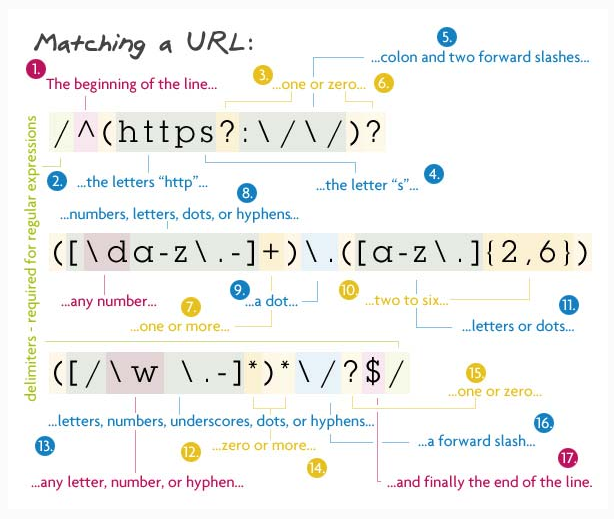 Matching a URL:
5.
...colon and two forward slashes...
1.
The beginning of the line...
3.
...one or zero...
6.
/^(https?:\/\/)?
2.
...the letters "http"...
...the letter "s"...
4.
8.
...numbers, letters, dots, or hyphens...
([\da-z\.-]+)\.([a-z\.]{2,6})
...any number...
7.
...one or more...
9.
...a dot...
10.
...two to six...
11.
...letters or dots...
delimiters - required for regular expressions
([/\w \.-]*)*\/?$/
15.
...one or zero...
...letters, numbers, underscores, dots, or hyphens...
13.
12.
...zero or more...
14.
16.
...a forward slash...
17.
...any letter, number, or hyphen...
...and finally the end of the line.